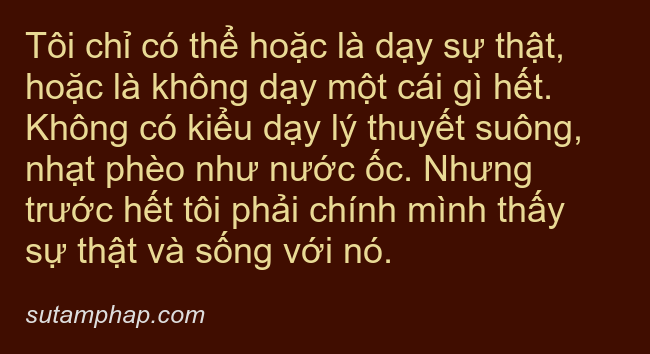 Tôi chỉ có thể hoặc là dạy sự thật,
hoặc là không dạy một cái gì hết.
Không có kiểu dạy lý thuyết suông,
nhạt phèo như nước ốc. Nhưng
trước hết tôi phải chính mình thấy
sự thật và sống với nó.
sutamphap.com